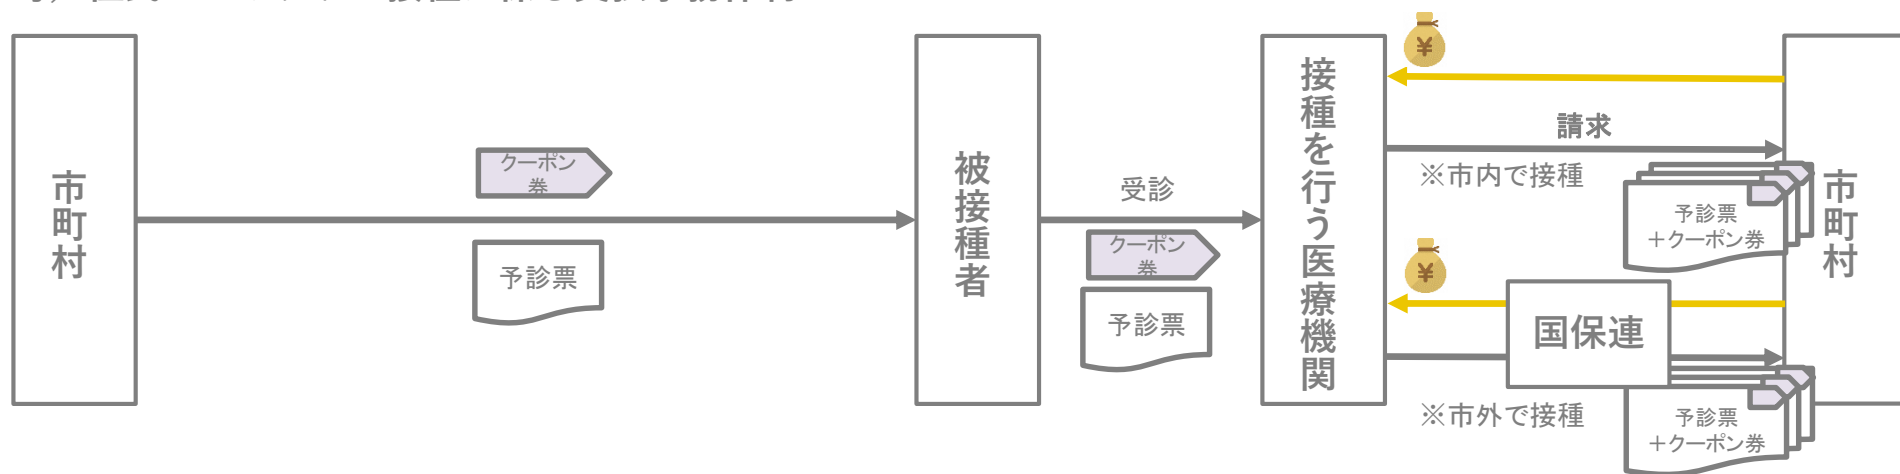 市町村
クーポン
券
予診票
被接種者
受診
クーポン
券
予診票
接種を行う医療機関
¥
請求
※市内で接種
予診票
＋クーポン券
¥
国保連
※市外で接種
予診票
＋クーポン券
市町村